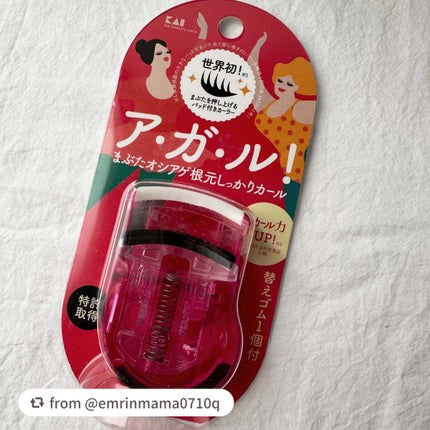 KAI
世界初!
まぶたを押し上げる
パッド付きカーラー
ア・ガ・ル!
まぶたオシアゲ根元しっかりカール
カール力
UP!
替えゴム1個付
特許
取得
from @emrinmama0710q